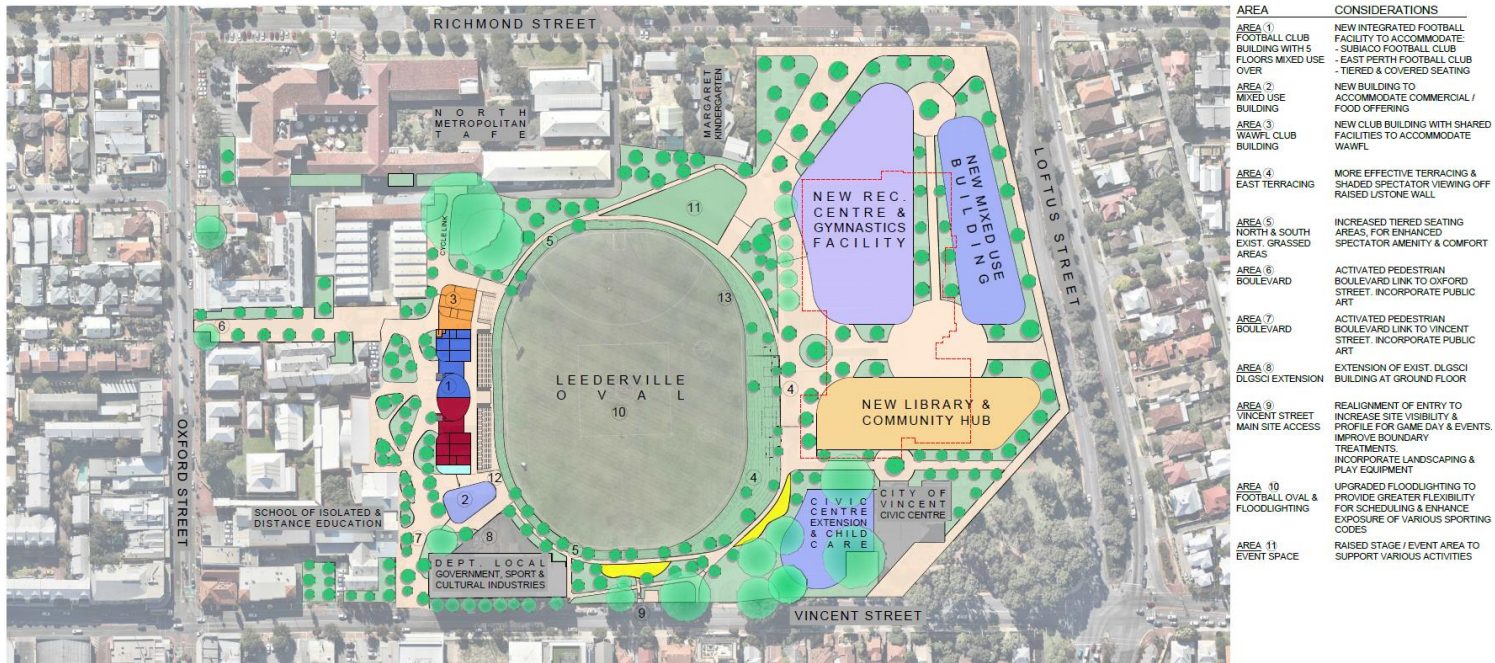 RICHMOND STREET
NORTH
METROPOLITAN
TAFE
MARGARET
KINDERGARTEN
LOFTUS STREET
CYCLE LINK
11
5
NEW REC.
CENTRE &
GYMNASTICS
FACILITY
NEW MIXED USE
BUILDING
3
13
6
1
LEEDERVILLE
OVAL
10
4
NEW LIBRARY &
COMMUNITY HUB
OXFORD STREET
12
4
2
SCHOOL OF ISOLATED &
DISTANCE EDUCATION
CIVIC
CENTRE
EXTENSION
& CHILD
CARE
CITY OF
VINCENT
CIVIC CENTRE
7
8
5
DEPT. LOCAL
GOVERNMENT, SPORT &
CULTURAL INDUSTRIES
9
VINCENT STREET
AREA CONSIDERATIONS
AREA 1
FOOTBALL CLUB
BUILDING WITH 5
FLOORS MIXED USE
OVER
NEW INTEGRATED FOOTBALL
FACILITY TO ACCOMMODATE:
- SUBIACO FOOTBALL CLUB
- EAST PERTH FOOTBALL CLUB
- TIERED & COVERED SEATING
AREA 2
MIXED USE
BUILDING
NEW BUILDING TO
ACCOMMODATE COMMERCIAL /
FOOD OFFERING
AREA 3
WAWFL CLUB
BUILDING
NEW CLUB BUILDING WITH SHARED
FACILITIES TO ACCOMMODATE
WAWFL
AREA 4
EAST TERRACING
MORE EFFECTIVE TERRACING &
SHADED SPECTATOR VIEWING OFF
RAISED L/STONE WALL
AREA 5
NORTH & SOUTH
EXIST. GRASSED
AREAS
INCREASED TIERED SEATING
AREAS, FOR ENHANCED
SPECTATOR AMENITY & COMFORT
AREA 6
BOULEVARD
ACTIVATED PEDESTRIAN
BOULEVARD LINK TO OXFORD
STREET. INCORPORATE PUBLIC
ART
AREA 7
BOULEVARD
ACTIVATED PEDESTRIAN
BOULEVARD LINK TO VINCENT
STREET. INCORPORATE PUBLIC
ART
AREA 8
DLGSCI EXTENSION
EXTENSION OF EXIST. DLGSCI
BUILDING AT GROUND FLOOR
AREA 9
VINCENT STREET
MAIN SITE ACCESS
REALIGNMENT OF ENTRY TO
INCREASE SITE VISIBILITY &
PROFILE FOR GAME DAY & EVENTS.
IMPROVE BOUNDARY
TREATMENTS.
INCORPORATE LANDSCAPING &
PLAY EQUIPMENT
AREA 10
FOOTBALL OVAL &
FLOODLIGHTING
UPGRADED FLOODLIGHTING TO
PROVIDE GREATER FLEXIBILITY
FOR SCHEDULING & ENHANCE
EXPOSURE OF VARIOUS SPORTING
CODES
AREA 11
EVENT SPACE
RAISED STAGE / EVENT AREA TO
SUPPORT VARIOUS ACTIVITIES